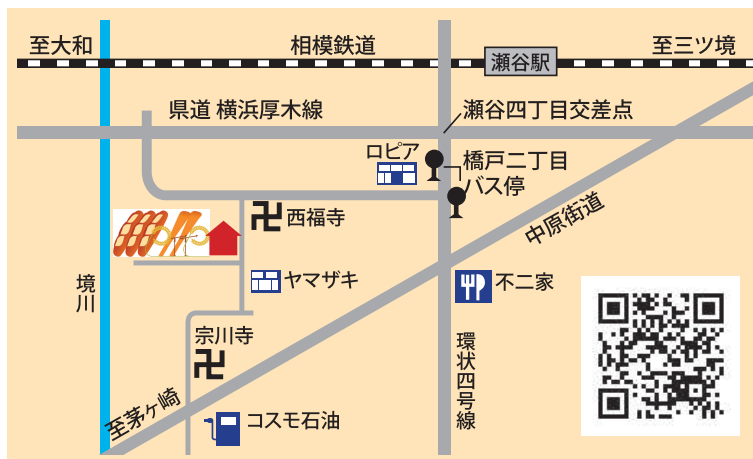 至大和
相模鉄道
瀬谷駅
至三ツ境
県道 横浜厚木線
瀬谷四丁目交差点
ロピア
橋戸二丁目
バス停
西福寺
中原街道
境川
ヤマザキ
不二家
宗川寺
環状四号線
至茅ヶ崎
コスモ石油